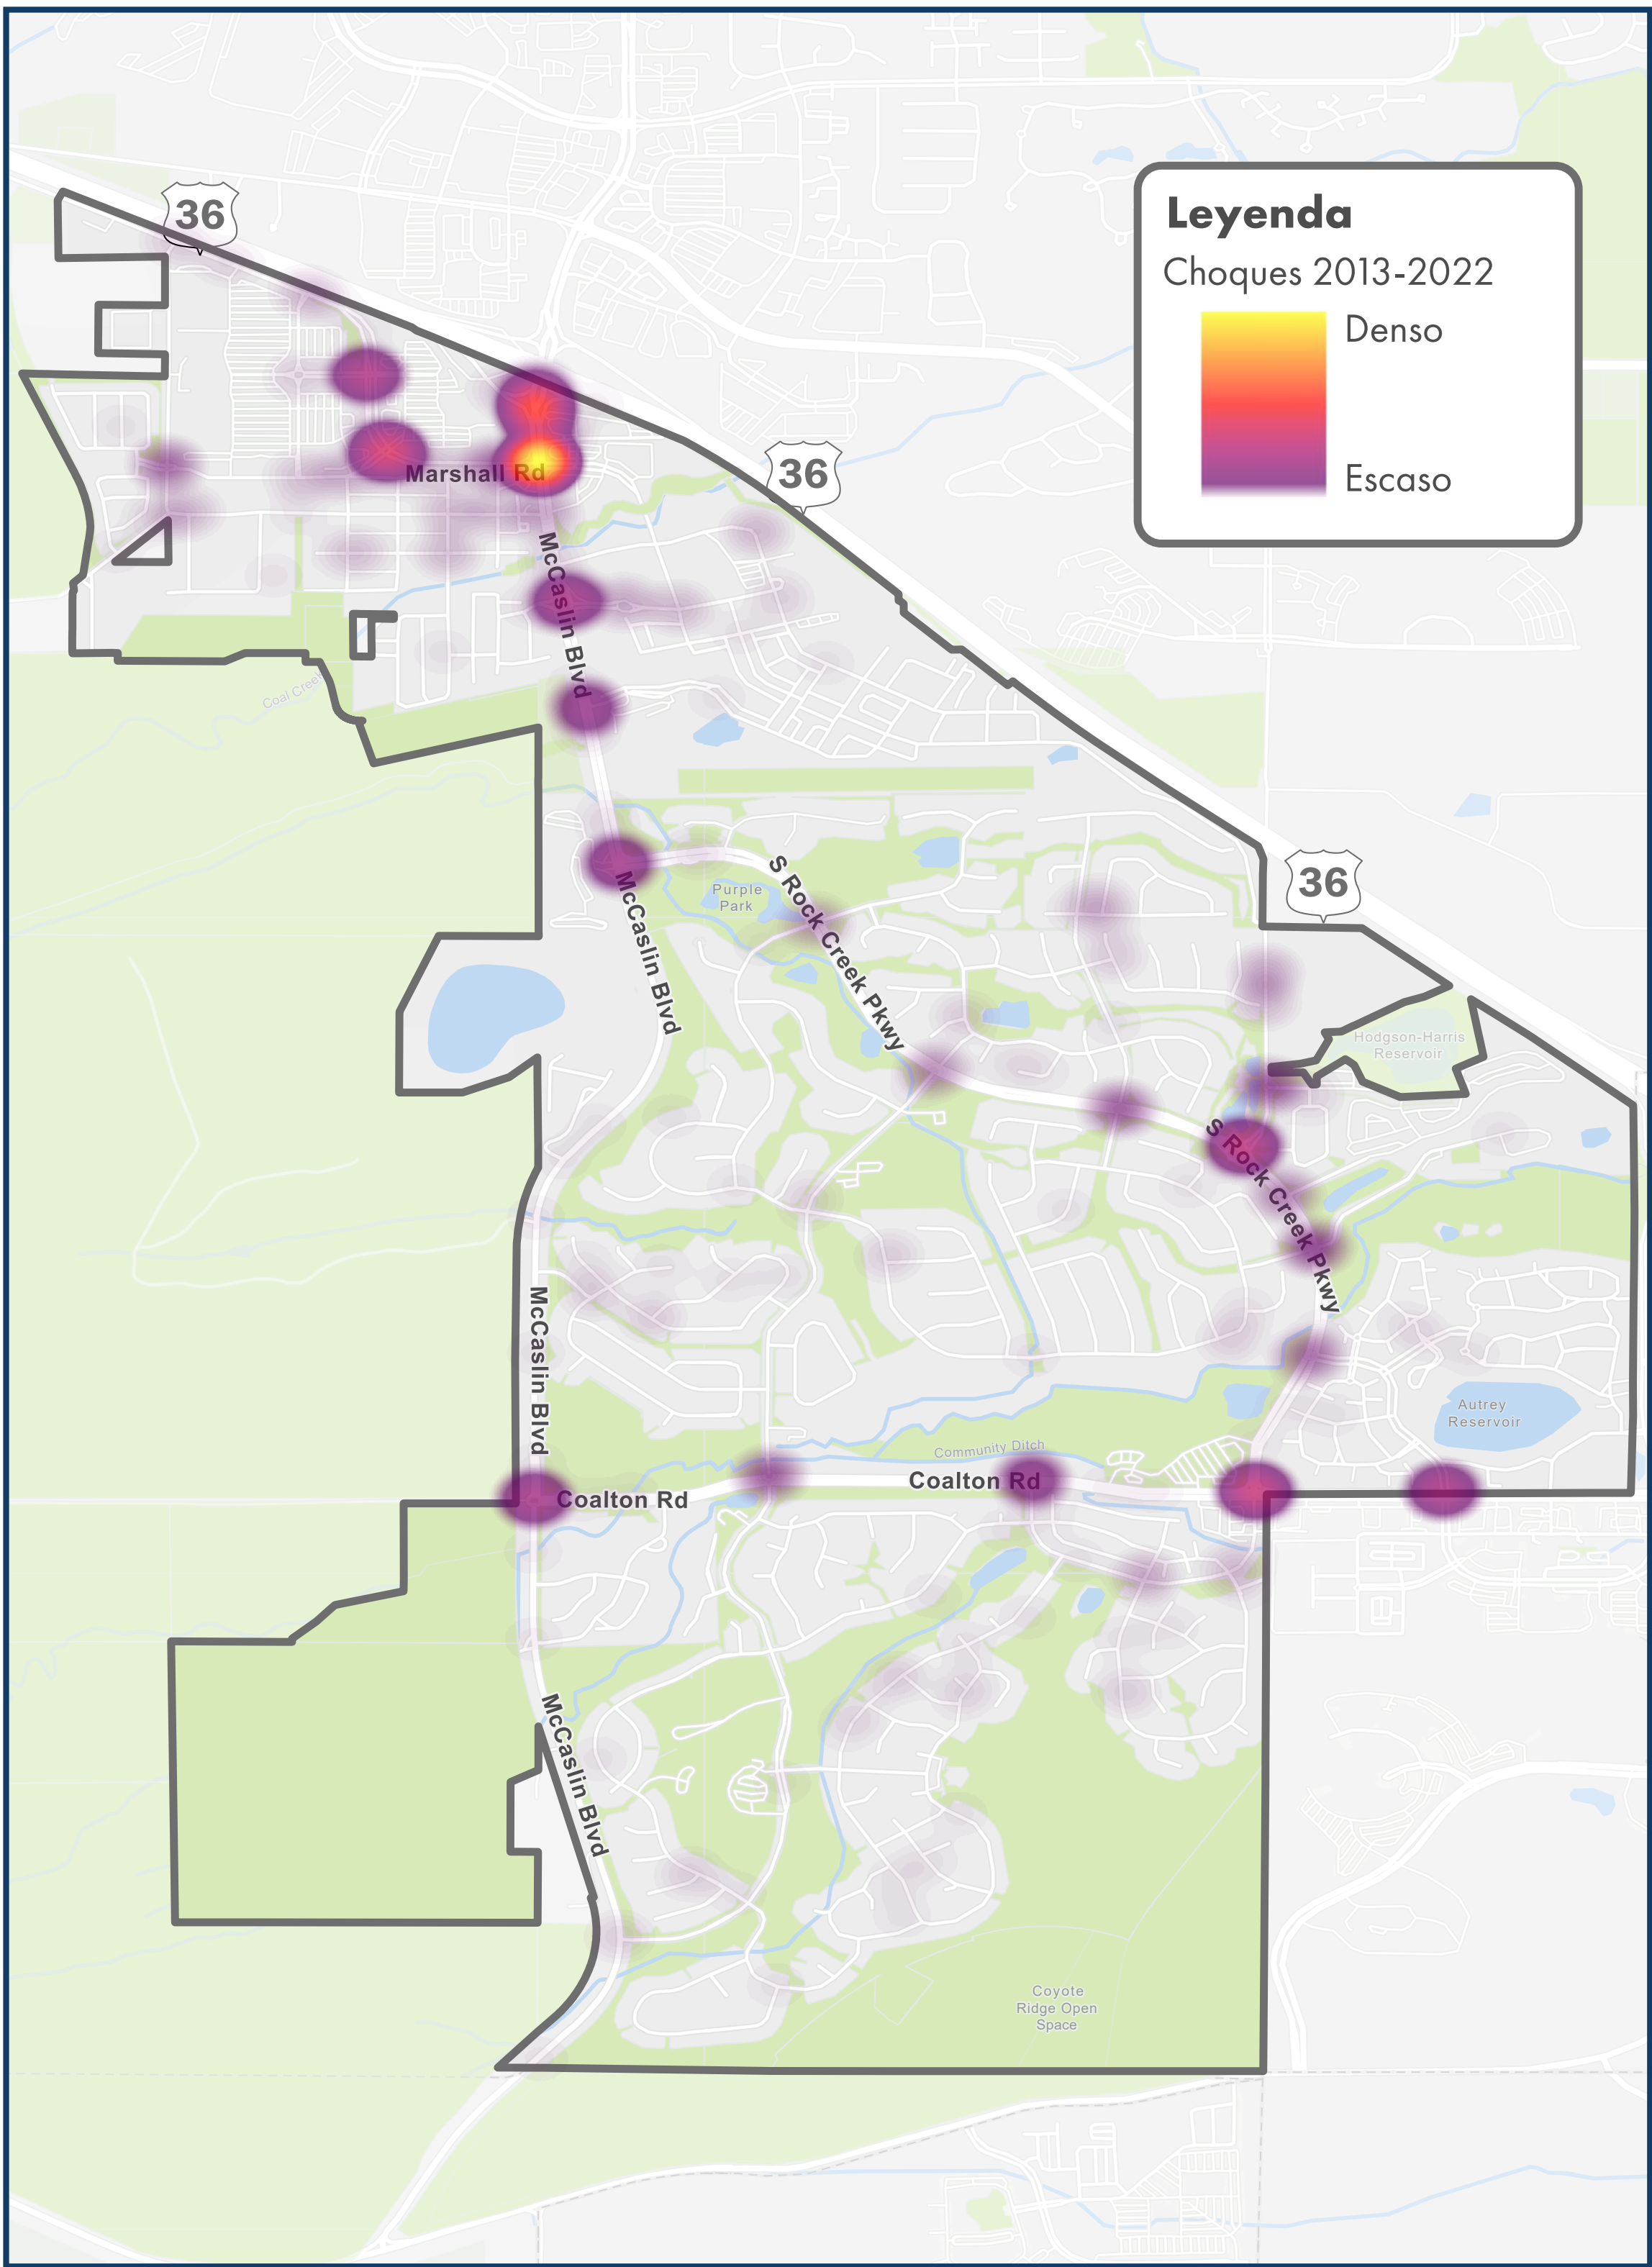 36
Leyenda
Choques 2013-2022
Denso
Escaso
Marshall Rd
36
McCaslin Blvd
Coal Creek
36
S Rock Creek Pkwy
Purple
Park
McCaslin Blvd
Hodgson-Harris
Reservoir
S Rock Creek Pkwy
McCaslin Blvd
Autrey
Reservoir
Community Ditch
Coalton Rd
Coalton Rd
McCaslin Blvd
Coyote
Ridge Open
Space